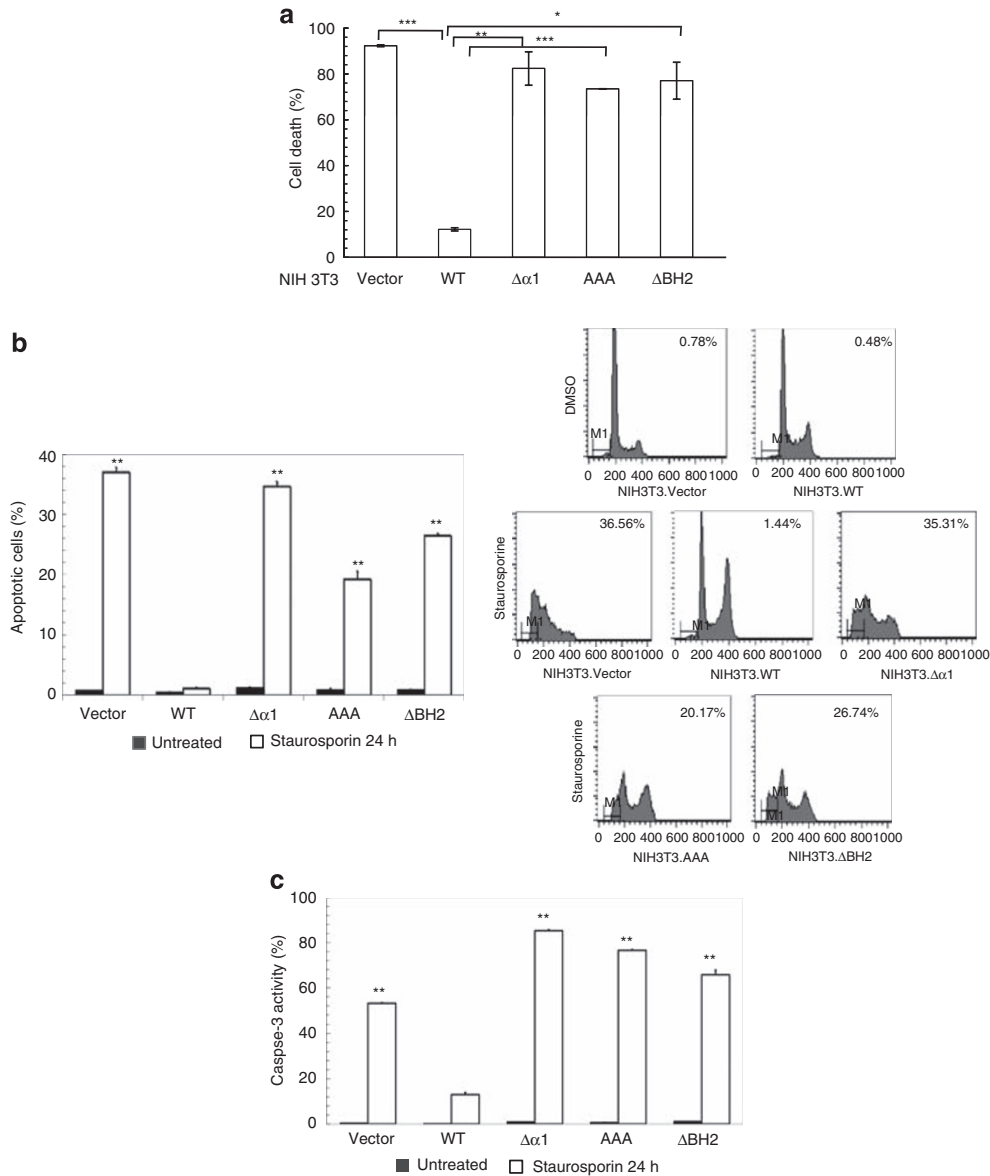 a
***
*
**
***
100
80
60
40
20
0
Cell death (%)
NIH 3T3 Vector WT Δα1 AAA ΔBH2
b
40
30
20
10
0
Apoptotic cells (%)
**
**
**
**
Vector WT Δα1 AAA ΔBH2
Untreated Staurosporin 24 h
DMSO
0.78%
M1
0 200 400 600 8001000
NIH3T3.Vector
0.48%
M1
0 200 400 600 8001000
NIH3T3.WT
Staurosporine
36.56%
M1
0 200 400 600 8001000
NIH3T3.Vector
1.44%
M1
0 200 400 600 8001000
NIH3T3.WT
35.31%
M1
0 200 400 600 8001000
NIH3T3.Δα1
Staurosporine
20.17%
M1
0 200 400 600 8001000
NIH3T3.AAA
26.74%
M1
M1
0 200 400 600 8001000
NIH3T3.ΔBH2
c
100
80
60
40
20
0
Caspse-3 activity (%)
**
**
**
**
Vector WT Δα1 AAA ΔBH2
Untreated Staurosporin 24 h